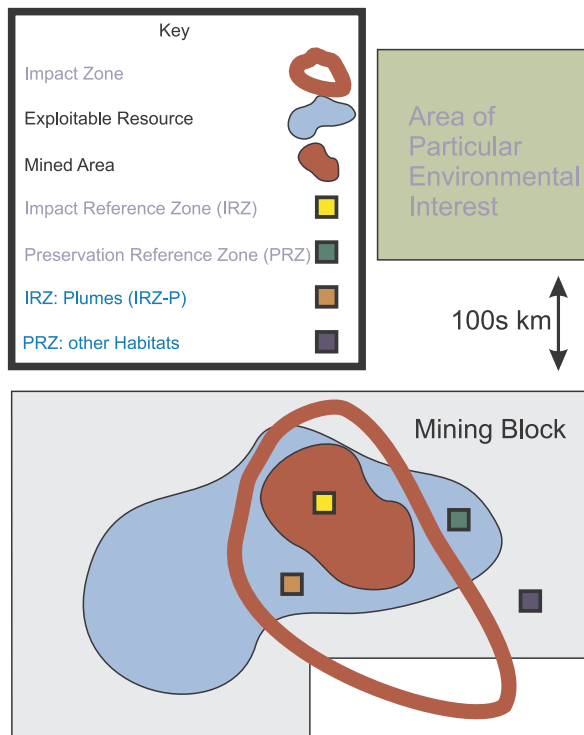 Key
Impact Zone
Exploitable Resource
Mined Area
Impact Reference Zone (IRZ)
Preservation Reference Zone (PRZ)
IRZ: Plumes (IRZ-P)
PRZ: other Habitats
Area of
Particular
Environmental
Interest
100s km
Mining Block